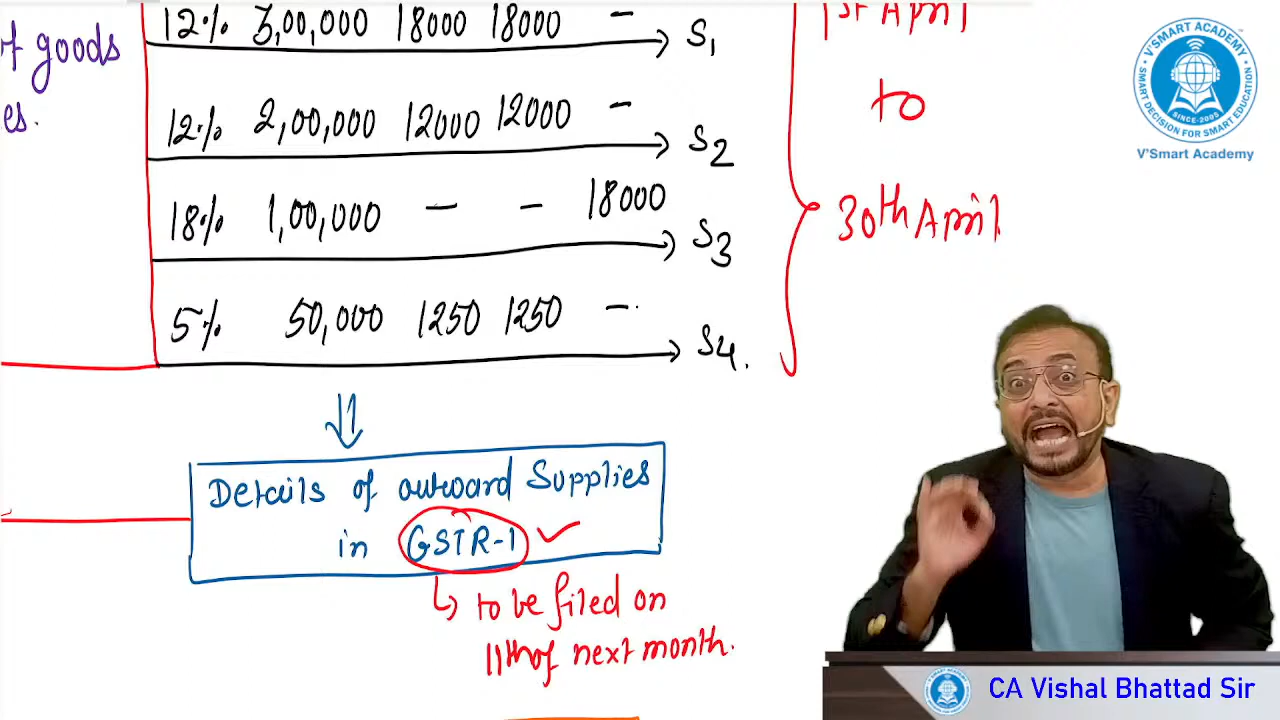 of goods
es.
12% 3,00,000 18000 18000 - S1
12% 2,00,000 12000 12000 - S2
18% 1,00,000 - - 18000 S3
5% 50,000 1250 1250 - S4.
1st April
to
30th April
Details of outward Supplies
in GSTR-1
to be filed on
11th of next month.
V'SMART ACADEMY
SMART DECISION FOR SMART EDUCATION
SINCE-2005
V'Smart Academy
CA Vishal Bhattad Sir